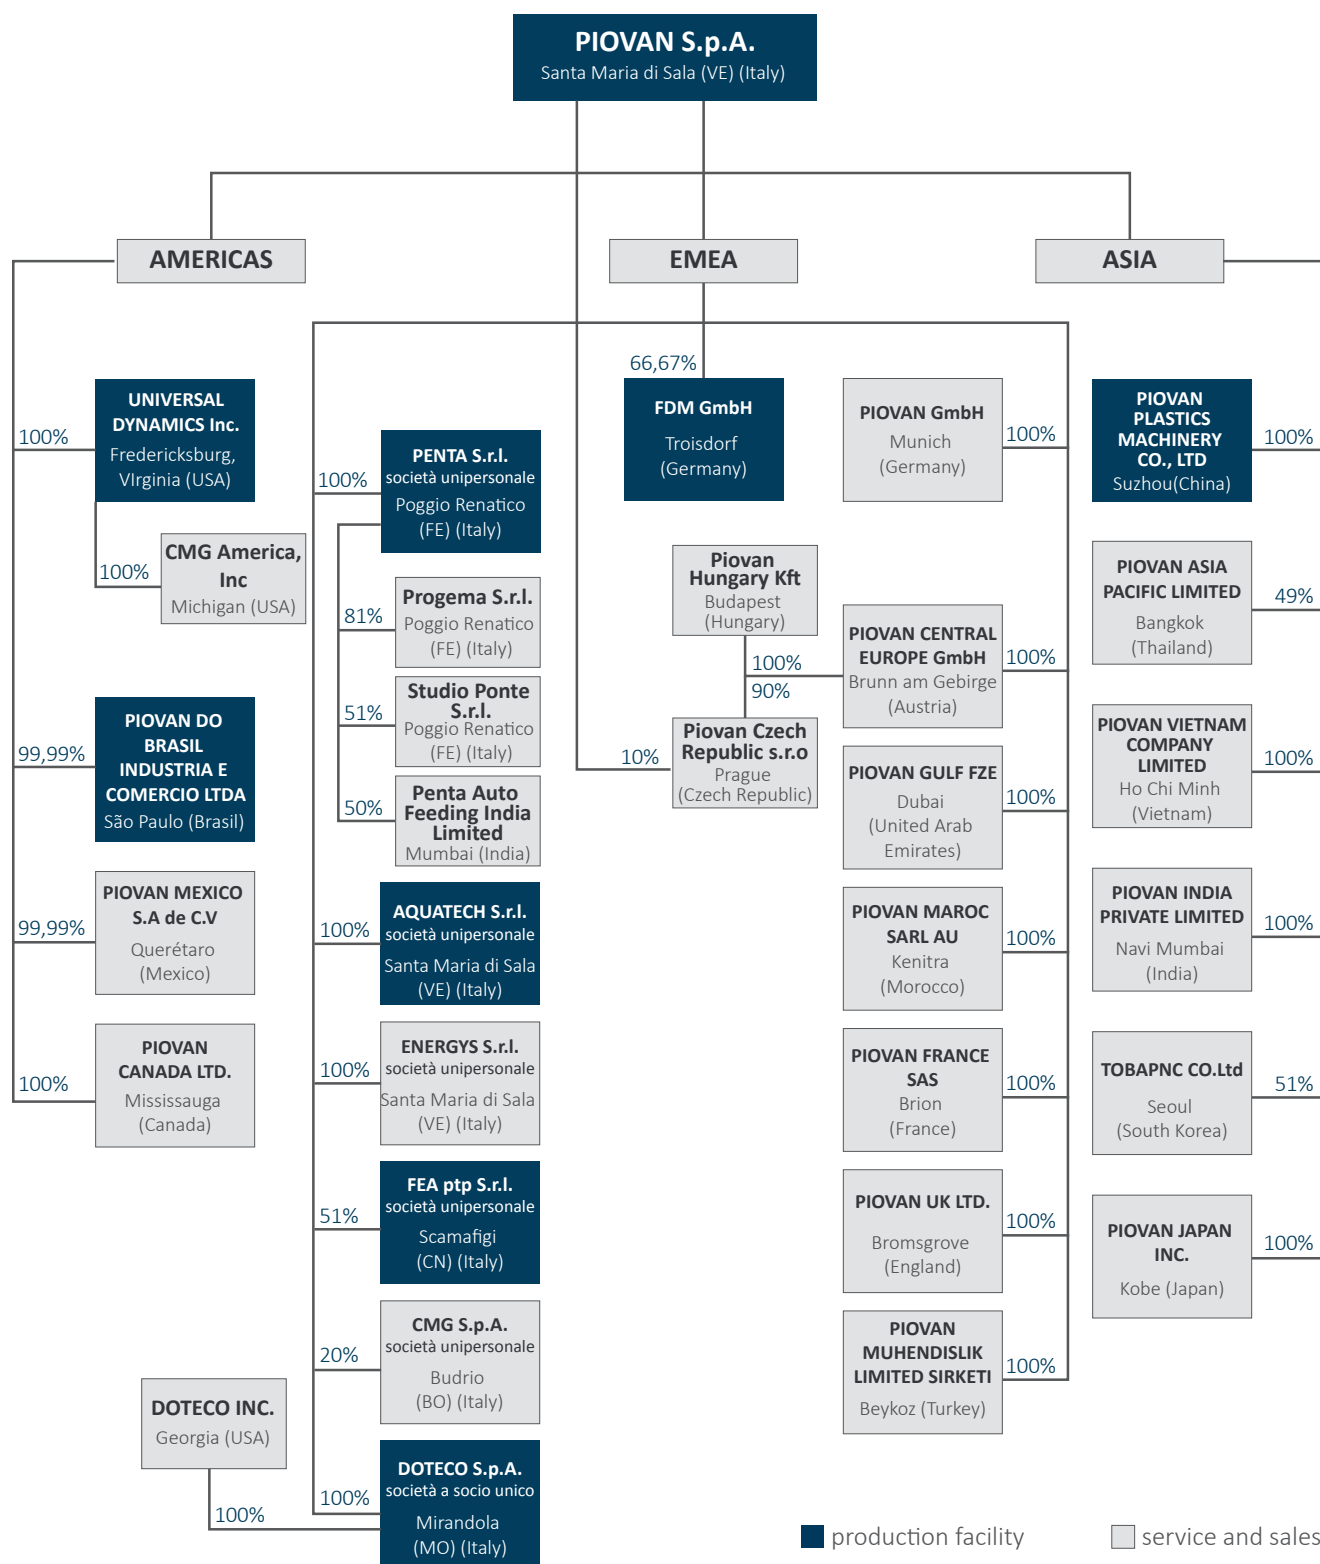 PIOVAN S.p.A.
Santa Maria di Sala (VE) (Italy)
AMERICAS
EMEA
ASIA
100%
UNIVERSAL
DYNAMICS Inc.
Fredericksburg,
VIrginia (USA)
100%
CMG America,
Inc
Michigan (USA)
99,99%
PIOVAN DO
BRASIL
INDUSTRIA E
COMERCIO LTDA
São Paulo (Brasil)
99,99%
PIOVAN MEXICO
S.A de C.V
Querétaro
(Mexico)
100%
PIOVAN
CANADA LTD.
Mississauga
(Canada)
100%
PENTA S.r.l.
società unipersonale
Poggio Renatico
(FE) (Italy)
81%
Progema S.r.l.
Poggio Renatico
(FE) (Italy)
51%
Studio Ponte
S.r.l.
Poggio Renatico
(FE) (Italy)
50%
Penta Auto
Feeding India
Limited
Mumbai (India)
100%
AQUATECH S.r.l.
società unipersonale
Santa Maria di Sala
(VE) (Italy)
100%
ENERGYS S.r.l.
società unipersonale
Santa Maria di Sala
(VE) (Italy)
51%
FEA ptp S.r.l.
società unipersonale
Scamafigi
(CN) (Italy)
20%
CMG S.p.A.
società unipersonale
Budrio
(BO) (Italy)
100%
DOTECO S.p.A.
società a socio unico
Mirandola
(MO) (Italy)
DOTECO INC.
Georgia (USA)
100%
66,67%
FDM GmbH
Troisdorf
(Germany)
Piovan
Hungary Kft
Budapest
(Hungary)
100%
90%
10%
Piovan Czech
Republic s.r.o
Prague
(Czech Republic)
PIOVAN GmbH
Munich
(Germany)
100%
PIOVAN CENTRAL
EUROPE GmbH
Brunn am Gebirge
(Austria)
100%
PIOVAN GULF FZE
Dubai
(United Arab
Emirates)
100%
PIOVAN MAROC
SARL AU
Kenitra
(Morocco)
100%
PIOVAN FRANCE
SAS
Brion
(France)
100%
PIOVAN UK LTD.
Bromsgrove
(England)
100%
PIOVAN
MUHENDISLIK
LIMITED SIRKETI
Beykoz (Turkey)
100%
PIOVAN
PLASTICS
MACHINERY
CO., LTD
Suzhou(China)
100%
PIOVAN ASIA
PACIFIC LIMITED
Bangkok
(Thailand)
49%
PIOVAN VIETNAM
COMPANY
LIMITED
Ho Chi Minh
(Vietnam)
100%
PIOVAN INDIA
PRIVATE LIMITED
Navi Mumbai
(India)
100%
TOBAPNC CO.Ltd
Seoul
(South Korea)
51%
PIOVAN JAPAN
INC.
Kobe (Japan)
100%
production facility
service and sales